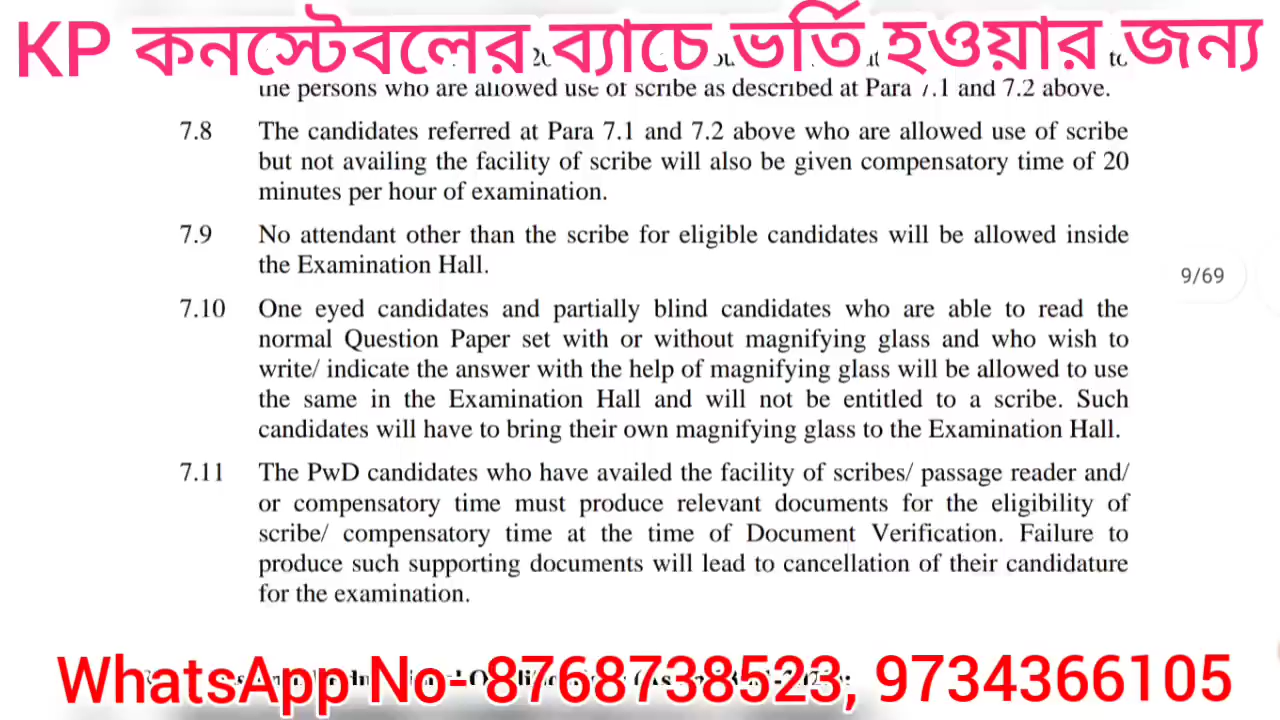 KP কনস্টেবলের ব্যাচে ভর্তি হওয়ার জন্য
the persons who are allowed use of scribe as described at Para 7.1 and 7.2 above.
7.8 The candidates referred at Para 7.1 and 7.2 above who are allowed use of scribe
but not availing the facility of scribe will also be given compensatory time of 20
minutes per hour of examination.
7.9 No attendant other than the scribe for eligible candidates will be allowed inside
the Examination Hall.
9/69
7.10 One eyed candidates and partially blind candidates who are able to read the
normal Question Paper set with or without magnifying glass and who wish to
write/ indicate the answer with the help of magnifying glass will be allowed to use
the same in the Examination Hall and will not be entitled to a scribe. Such
candidates will have to bring their own magnifying glass to the Examination Hall.
7.11 The PwD candidates who have availed the facility of scribes/ passage reader and/
or compensatory time must produce relevant documents for the eligibility of
scribe/ compensatory time at the time of Document Verification. Failure to
produce such supporting documents will lead to cancellation of their candidature
for the examination.
WhatsApp No-8768738523, 9734366105